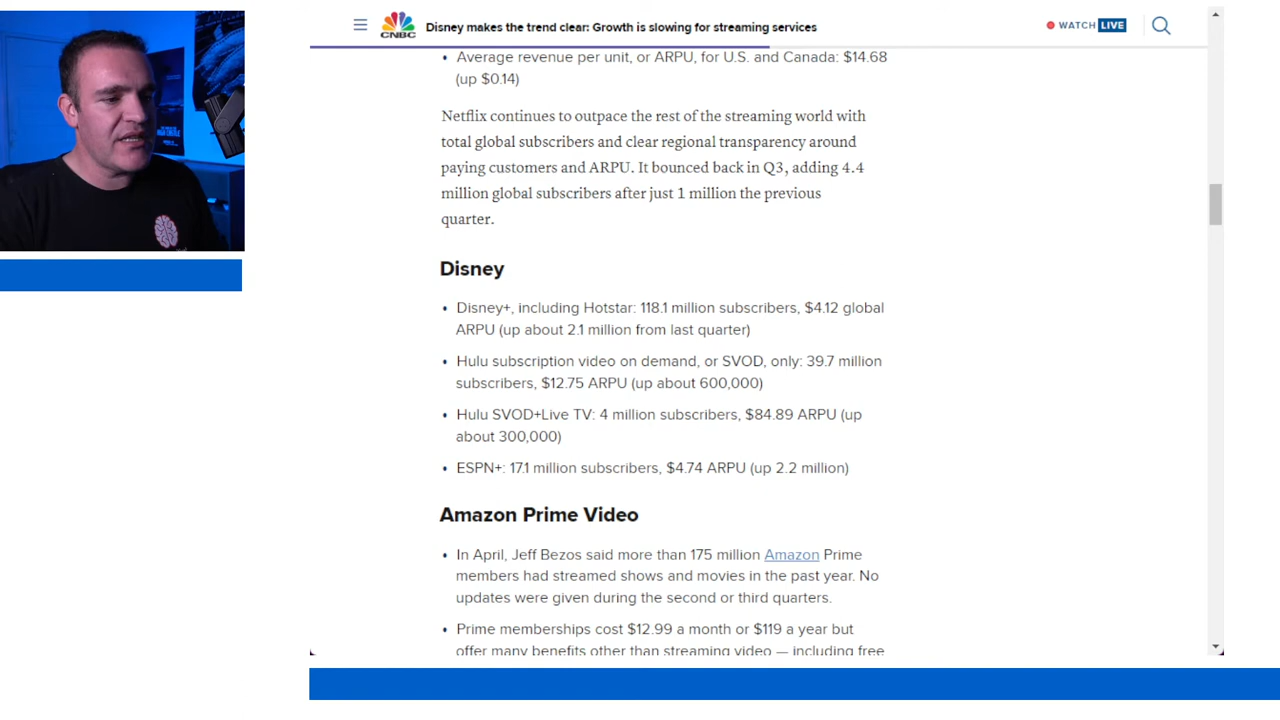 CNBC
Disney makes the trend clear: Growth is slowing for streaming services
WATCH LIVE
• Average revenue per unit, or ARPU, for U.S. and Canada: $14.68
(up $0.14)
Netflix continues to outpace the rest of the streaming world with
total global subscribers and clear regional transparency around
paying customers and ARPU. It bounced back in Q3, adding 4.4
million global subscribers after just 1 million the previous
quarter.
Disney
• Disney+, including Hotstar: 118.1 million subscribers, $4.12 global
ARPU (up about 2.1 million from last quarter)
• Hulu subscription video on demand, or SVOD, only: 39.7 million
subscribers, $12.75 ARPU (up about 600,000)
• Hulu SVOD+Live TV: 4 million subscribers, $84.89 ARPU (up
about 300,000)
• ESPN+: 17.1 million subscribers, $4.74 ARPU (up 2.2 million)
Amazon Prime Video
• In April, Jeff Bezos said more than 175 million Amazon Prime
members had streamed shows and movies in the past year. No
updates were given during the second or third quarters.
• Prime memberships cost $12.99 a month or $119 a year but
offer many benefits other than streaming video — including free